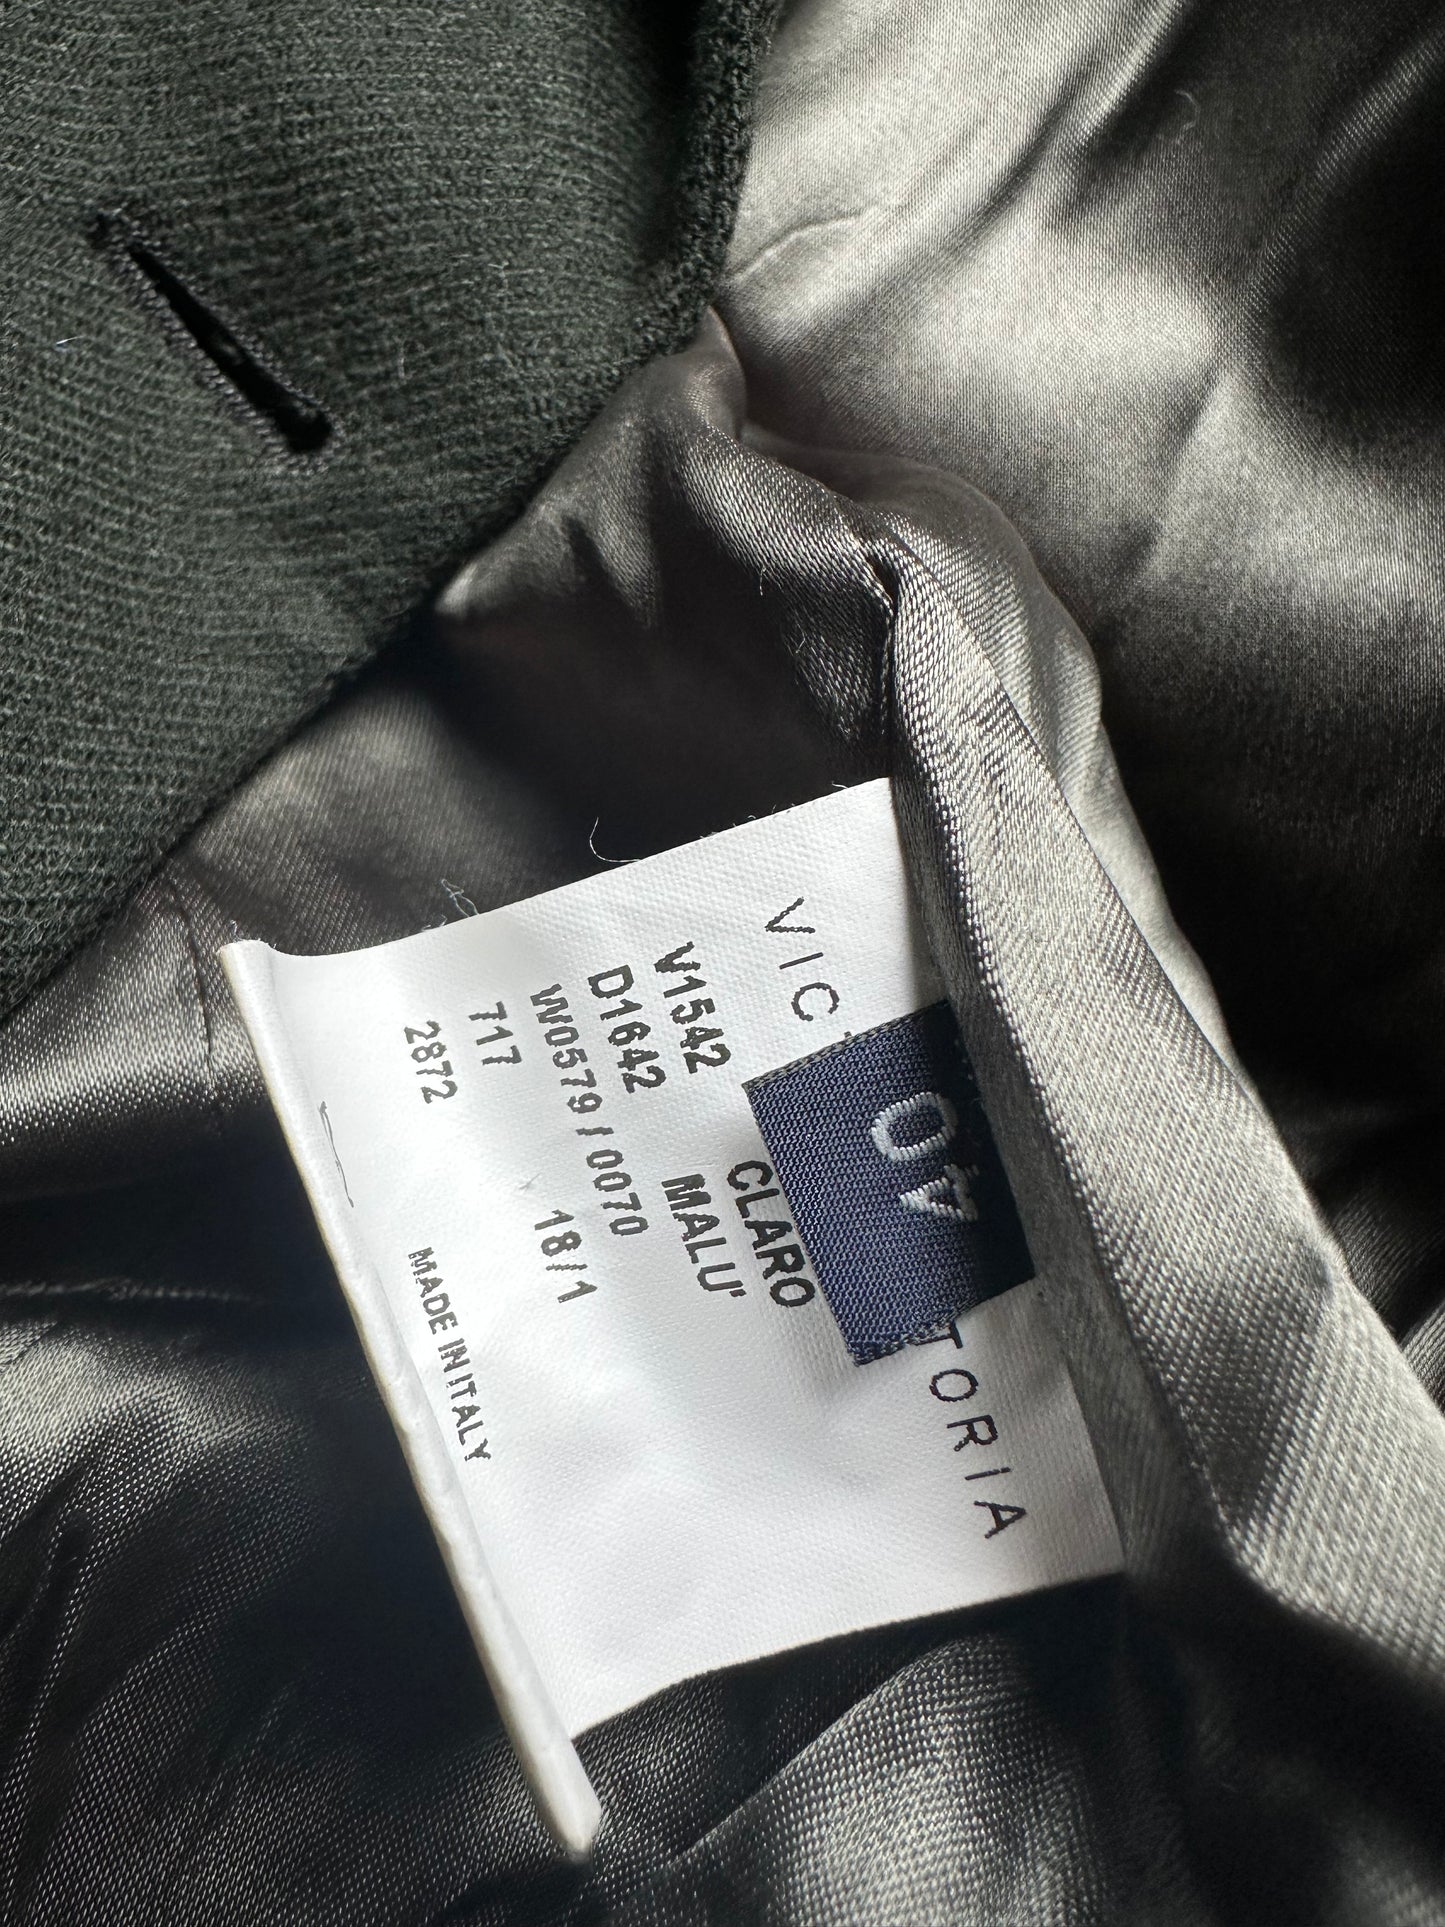 VIC
TORIA
40
V1542 CLARO
D1642 MALU'
W0579 / 0070
717 18/1
2872
MADE IN ITALY